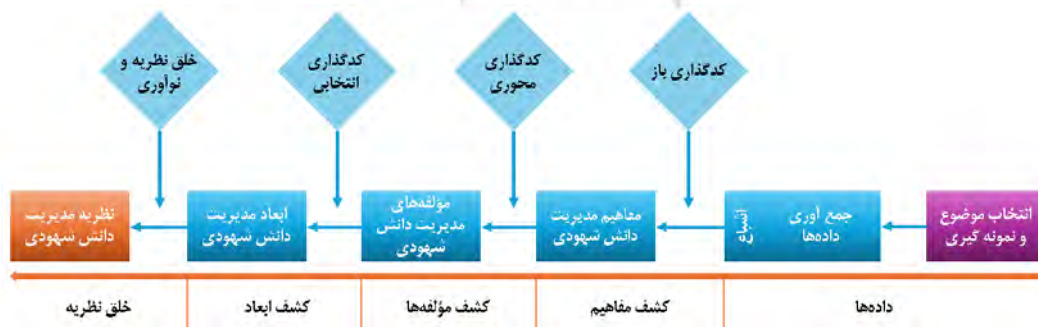 کدگذاری باز
کدگذاری
محوری
کدگذاری
انتخابی
خلق نظریه و
نوآوری
انتخاب موضوع
و نمونه گیری
جمع آوری
داده‌ها
اشباع
مفاهیم مدیریت
دانش شهودی
مؤلفه‌های
مدیریت دانش
شهودی
ابعاد مدیریت
دانش شهودی
نظریه مدیریت
دانش شهودی
داده‌ها
کشف مفاهیم
کشف مؤلفه‌ها
کشف ابعاد
خلق نظریه